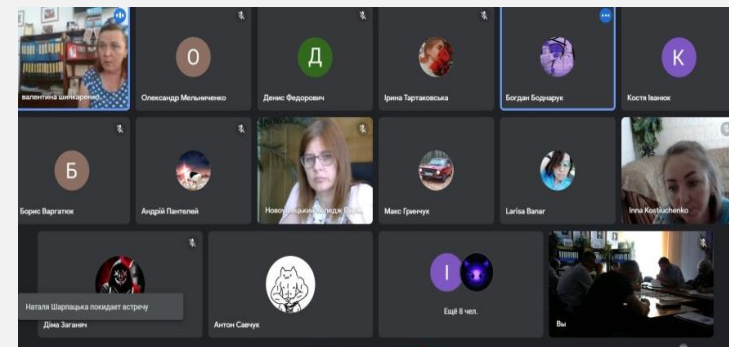 О
Д
К
валентина шинкаренко
Олександр Мельниченко
Денис Федорович
Ірина Тартаковська
Богдан Боднарук
Костя Іванюк
Б
Борис Варгатюк
Андрій Пантелей
Макс Гринчук
Larisa Banar
Inna Kostiuchenko
І
Наталя Шарпацька покидает встречу
Діма Заганяч
Антон Савчук
Ещё 8 чел.
Вы